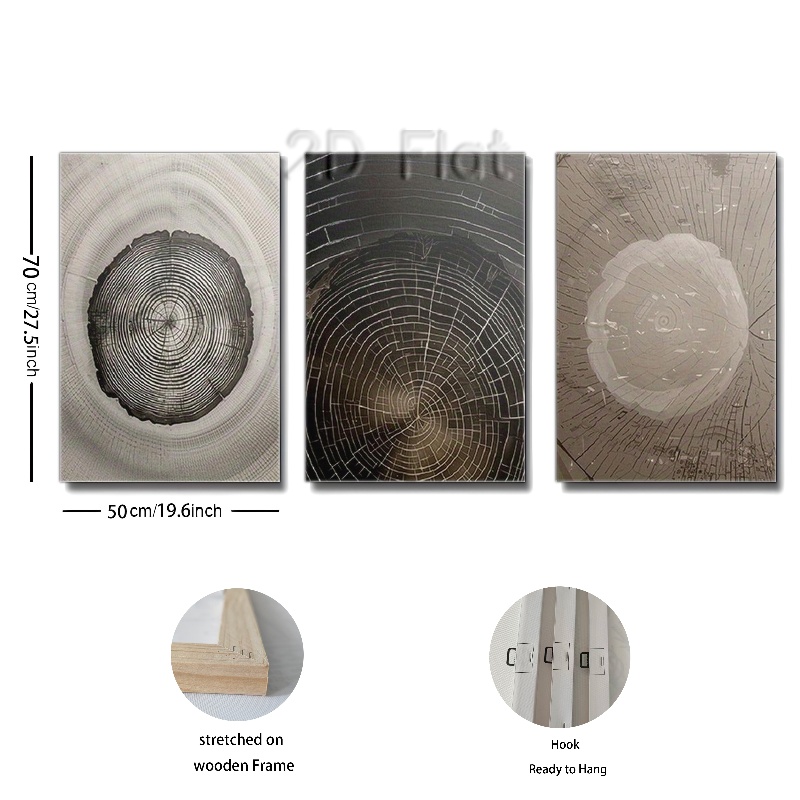 2D Flat
70 cm/27.5inch
50cm/19.6inch
stretched on
wooden Frame
Hook
Ready to Hang